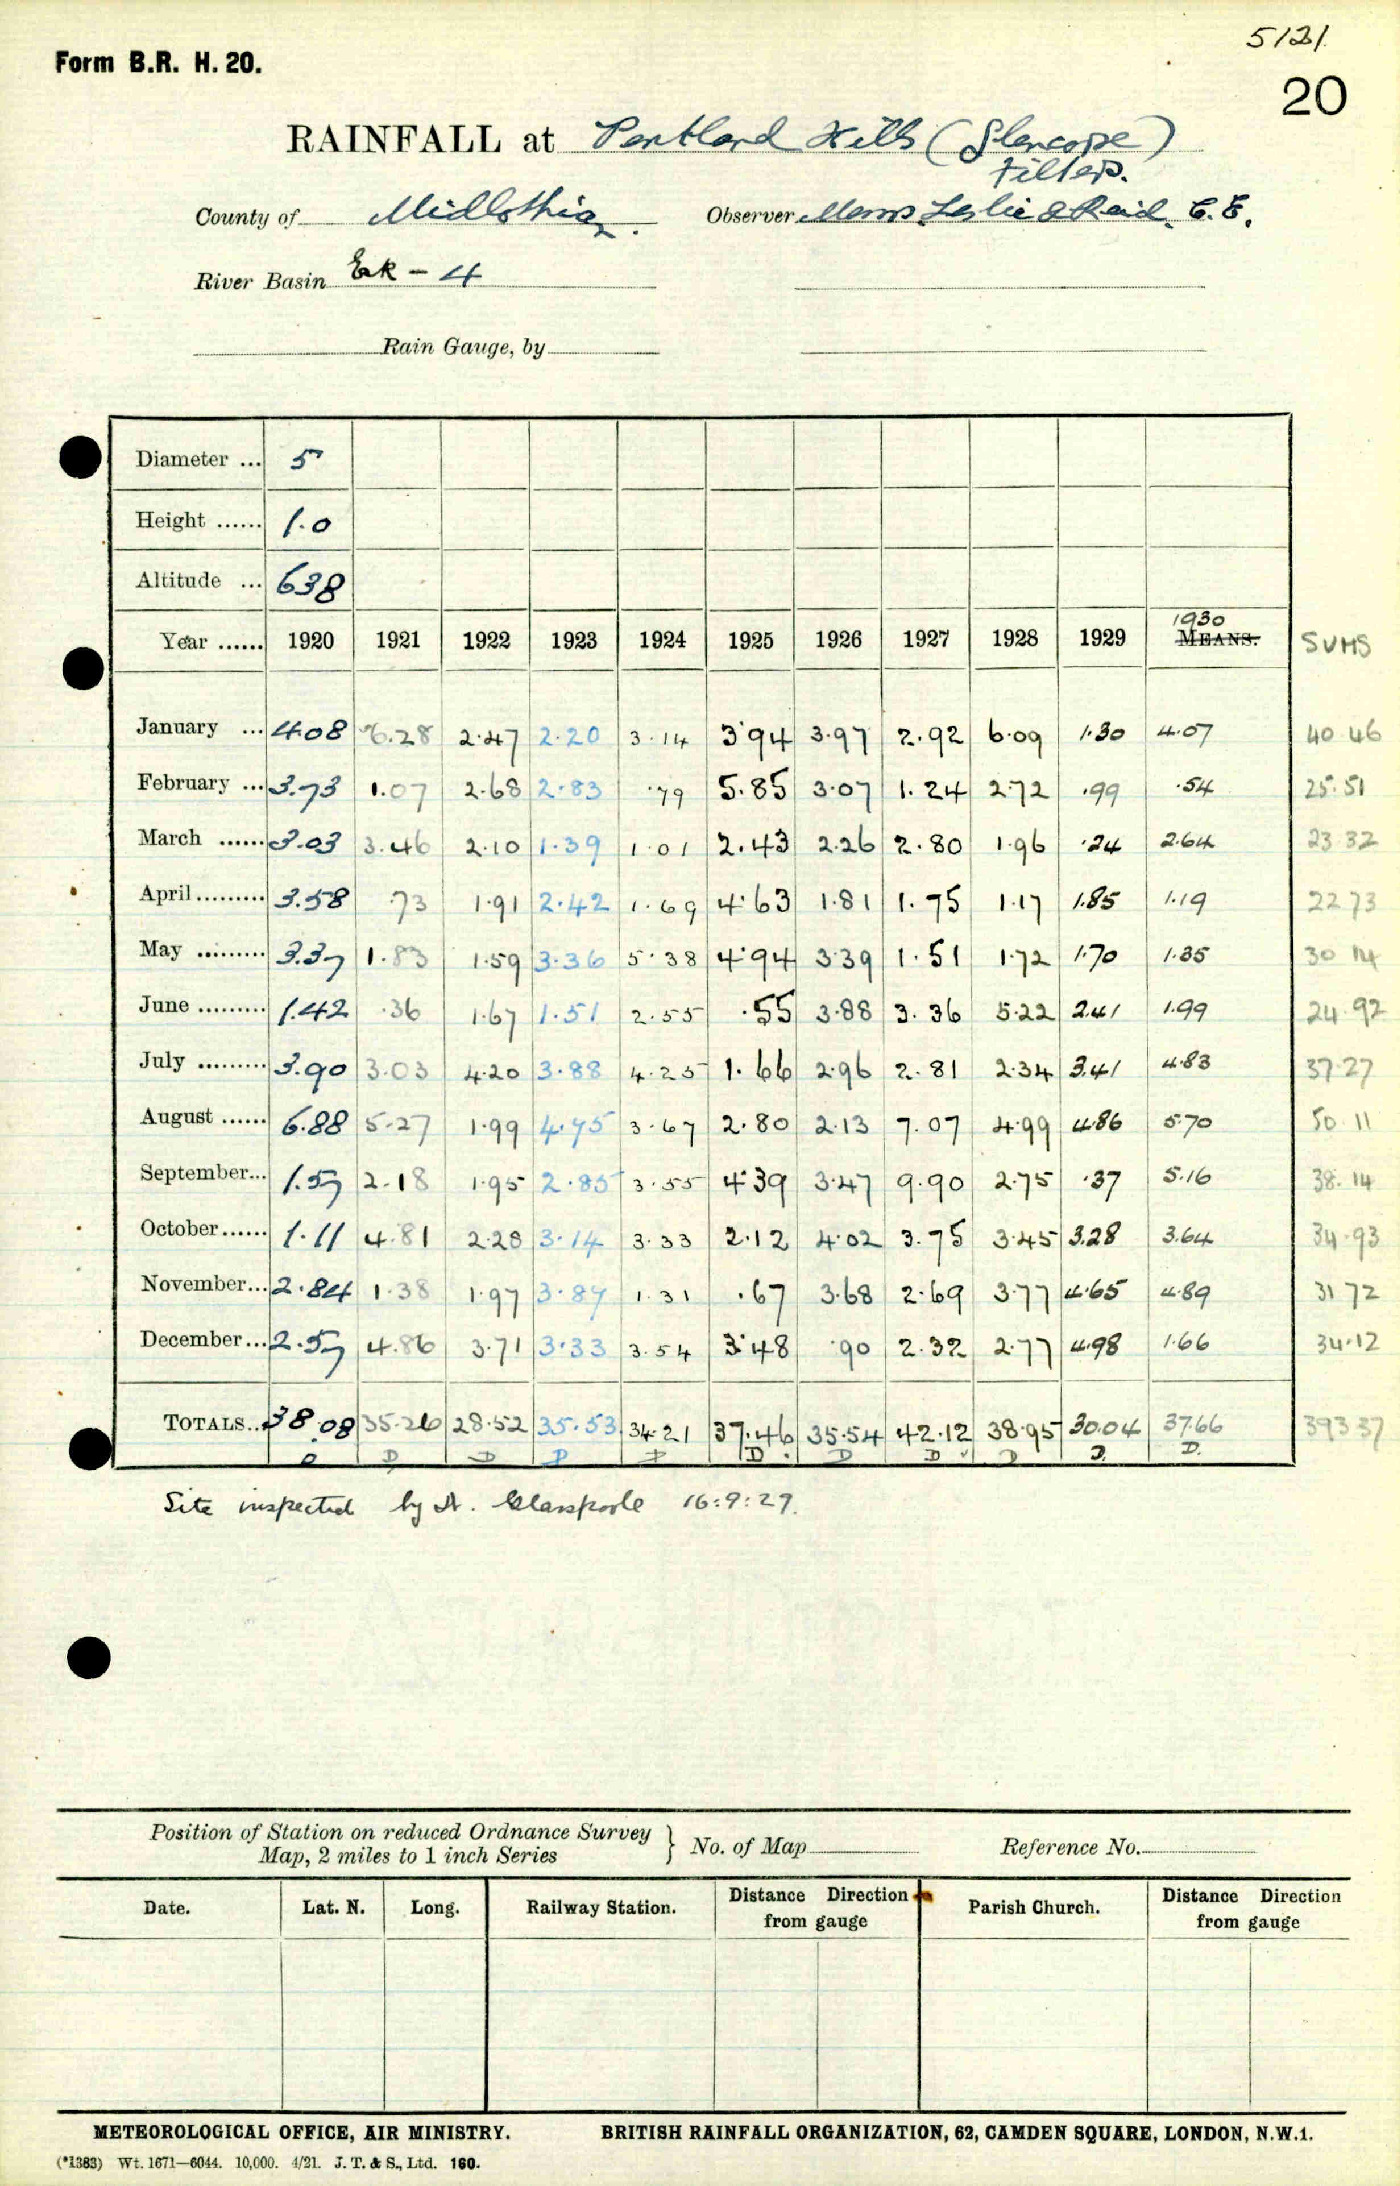 5121
Form B.R. H. 20.
20
RAINFALL at Pentland Hills (Glencorse)
Filters.
County of Midlothian. Observer Messrs. Leslie & Reid, C.E.
River Basin Esk - 4
Rain Gauge, by
Diameter ... 5
Height ...... 1.0
Altitude ... 638
1930
Year ...... 1920 1921 1922 1923 1924 1925 1926 1927 1928 1929 MEANS. SUMS
January ... 4.08 6.28 2.47 2.20 3.14 3.94 3.97 2.92 6.09 1.30 4.07 40.46
February ... 3.73 1.07 2.68 2.83 .79 5.85 3.07 1.24 2.72 .99 .54 25.51
March ...... 3.03 3.46 2.10 1.39 1.01 2.43 2.26 2.80 1.96 .24 2.64 23.32
April ......... 3.58 .73 1.91 2.42 1.69 4.63 1.81 1.75 1.17 1.85 1.19 22.73
May ......... 3.37 1.83 1.59 3.36 5.38 4.94 3.39 1.51 1.72 1.70 1.35 30.14
June ......... 1.42 .36 1.67 1.51 2.55 .55 3.88 3.36 5.22 2.41 1.99 24.92
July ......... 3.90 3.03 4.20 3.88 4.25 1.66 2.96 2.81 2.34 3.41 4.83 37.27
August ...... 6.88 5.27 1.99 4.75 3.67 2.80 2.13 7.07 4.99 4.86 5.70 50.11
September... 1.57 2.18 1.95 2.85 3.55 4.39 3.47 9.90 2.75 .37 5.16 38.14
October...... 1.11 4.81 2.28 3.14 3.33 2.12 4.02 3.75 3.45 3.28 3.64 34.93
November... 2.84 1.38 1.97 3.87 1.31 .67 3.68 2.69 3.77 4.65 4.89 31.72
December... 2.57 4.86 3.71 3.33 3.54 3.48 .90 2.32 2.77 4.98 1.66 34.12
TOTALS... 38.08 35.26 28.52 35.53 34.21 37.46 35.54 42.12 38.95 30.04 37.66 393.37
D D D D D D D D D D. D.
Site inspected by A. Glasspoole 16:9:27.
Position of Station on reduced Ordnance Survey
Map, 2 miles to 1 inch Series } No. of Map Reference No.
Date. Lat. N. Long. Railway Station. Distance Direction from gauge Parish Church. Distance Direction from gauge
METEOROLOGICAL OFFICE, AIR MINISTRY. BRITISH RAINFALL ORGANIZATION, 62, CAMDEN SQUARE, LONDON, N.W.1.
(*1383) Wt. 1671—6044. 10,000. 4/21. J. T. & S., Ltd. 160.